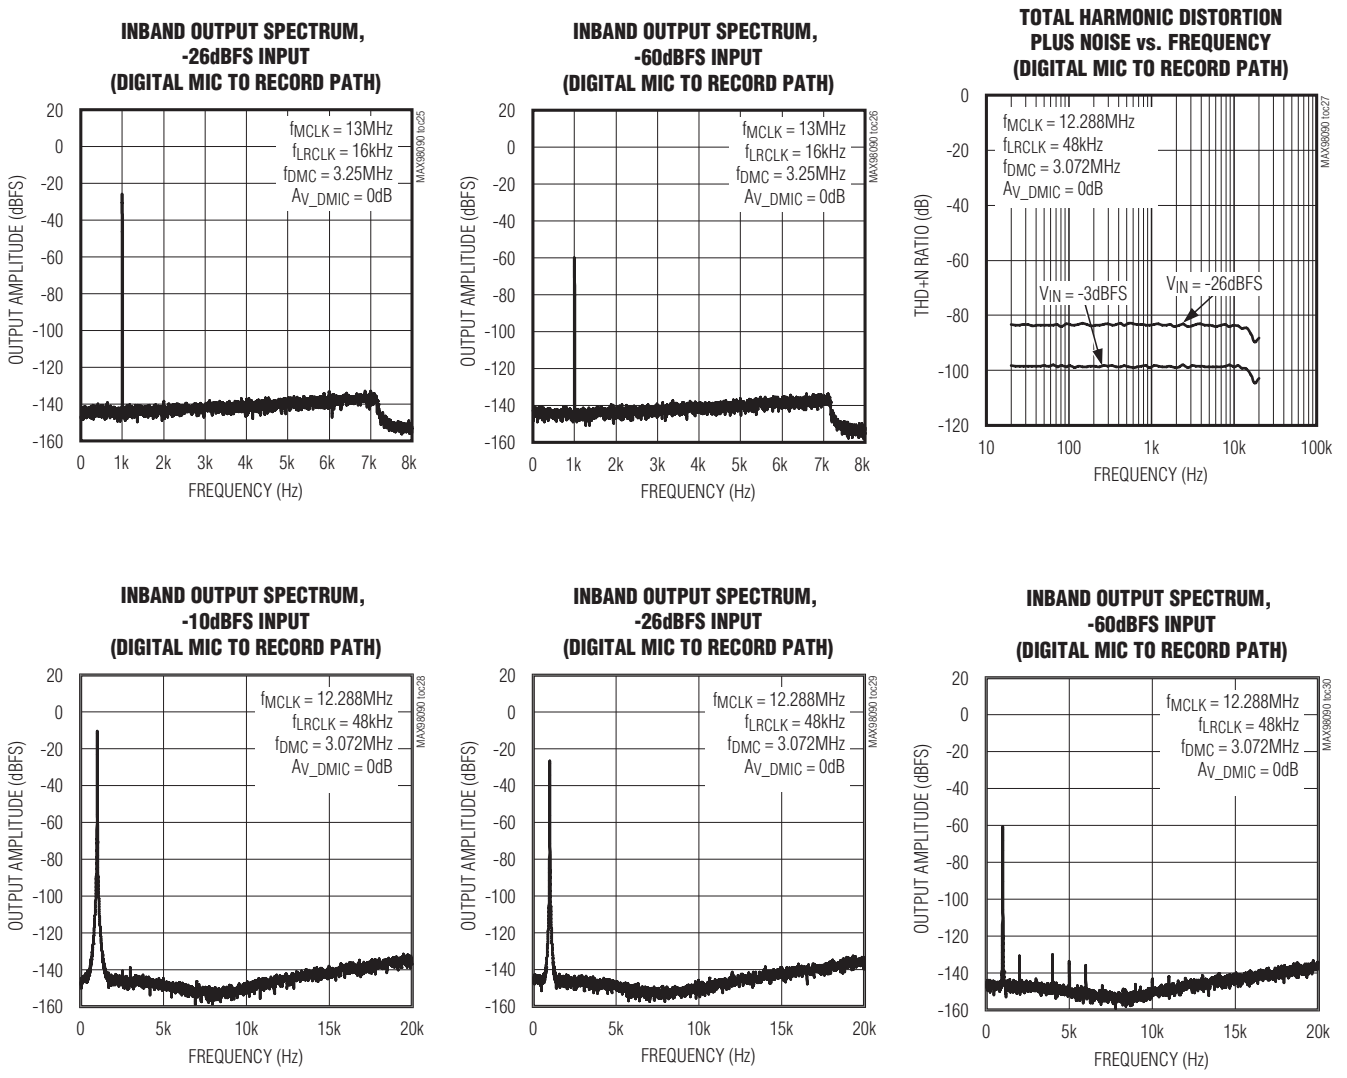 INBAND OUTPUT SPECTRUM,
-26dBFS INPUT
(DIGITAL MIC TO RECORD PATH)
20
0
-20
-40
-60
-80
-100
-120
-140
-160
OUTPUT AMPLITUDE (dBFS)
fMCLK = 13MHz
fLRCLK = 16kHz
fDMC = 3.25MHz
AV_DMIC = 0dB
MAX98090 toc25
0 1k 2k 3k 4k 5k 6k 7k 8k
FREQUENCY (Hz)
INBAND OUTPUT SPECTRUM,
-60dBFS INPUT
(DIGITAL MIC TO RECORD PATH)
20
0
-20
-40
-60
-80
-100
-120
-140
-160
OUTPUT AMPLITUDE (dBFS)
fMCLK = 13MHz
fLRCLK = 16kHz
fDMC = 3.25MHz
AV_DMIC = 0dB
MAX98090 toc26
0 1k 2k 3k 4k 5k 6k 7k 8k
FREQUENCY (Hz)
TOTAL HARMONIC DISTORTION
PLUS NOISE vs. FREQUENCY
(DIGITAL MIC TO RECORD PATH)
0
-20
-40
-60
-80
-100
-120
THD+N RATIO (dB)
fMCLK = 12.288MHz
fLRCLK = 48kHz
fDMC = 3.072MHz
AV_DMIC = 0dB
VIN = -3dBFS
VIN = -26dBFS
MAX98090 toc27
10 100 1k 10k 100k
FREQUENCY (Hz)
INBAND OUTPUT SPECTRUM,
-10dBFS INPUT
(DIGITAL MIC TO RECORD PATH)
20
0
-20
-40
-60
-80
-100
-120
-140
-160
OUTPUT AMPLITUDE (dBFS)
fMCLK = 12.288MHz
fLRCLK = 48kHz
fDMC = 3.072MHz
AV_DMIC = 0dB
MAX98090 toc28
0 5k 10k 15k 20k
FREQUENCY (Hz)
INBAND OUTPUT SPECTRUM,
-26dBFS INPUT
(DIGITAL MIC TO RECORD PATH)
20
0
-20
-40
-60
-80
-100
-120
-140
-160
OUTPUT AMPLITUDE (dBFS)
fMCLK = 12.288MHz
fLRCLK = 48kHz
fDMC = 3.072MHz
AV_DMIC = 0dB
MAX98090 toc29
0 5k 10k 15k 20k
FREQUENCY (Hz)
INBAND OUTPUT SPECTRUM,
-60dBFS INPUT
(DIGITAL MIC TO RECORD PATH)
20
0
-20
-40
-60
-80
-100
-120
-140
-160
OUTPUT AMPLITUDE (dBFS)
fMCLK = 12.288MHz
fLRCLK = 48kHz
fDMC = 3.072MHz
AV_DMIC = 0dB
MAX98090 toc30
0 5k 10k 15k 20k
FREQUENCY (Hz)